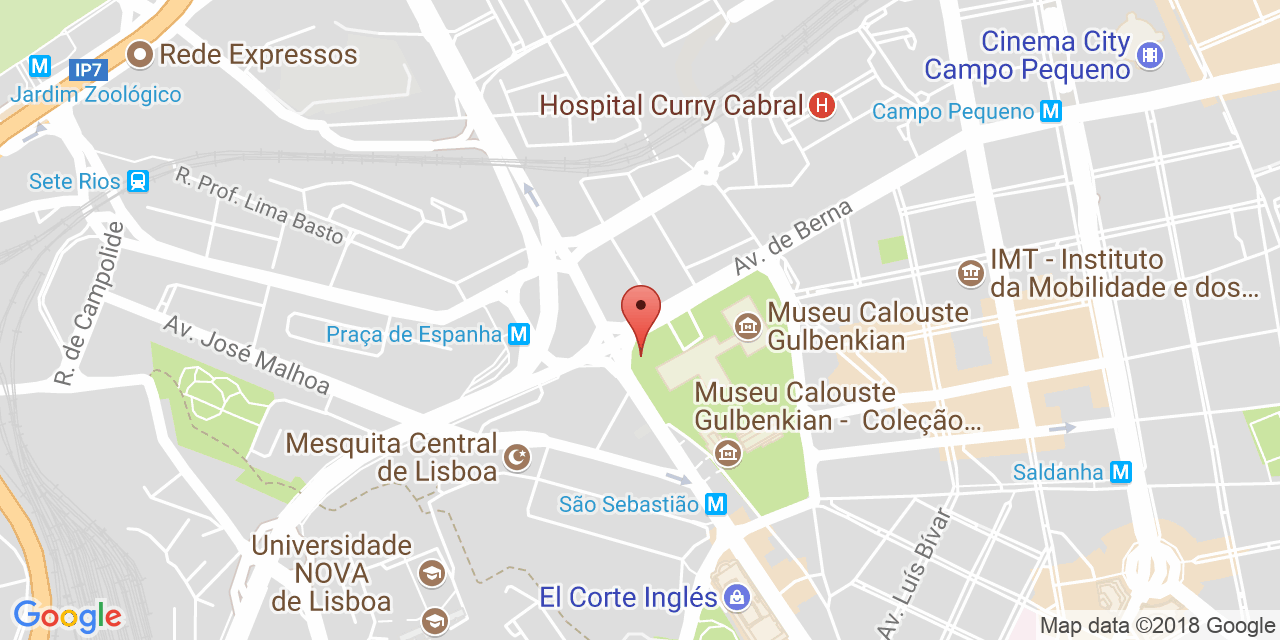 Rede Expressos
M
IP7
Jardim Zoológico
Cinema City
Campo Pequeno
Hospital Curry Cabral H
Campo Pequeno M
Sete Rios
R. Prof. Lima Basto
R. de Campolide
Av. de Berna
IMT - Instituto
da Mobilidade e dos...
Av. José Malhoa
Praça de Espanha M
Museu Calouste
Gulbenkian
Museu Calouste
Gulbenkian - Coleção...
Mesquita Central
de Lisboa
Saldanha M
São Sebastião M
Av. Luís Bívar
Universidade
NOVA
de Lisboa
El Corte Inglés
Google
Map data ©2018 Google